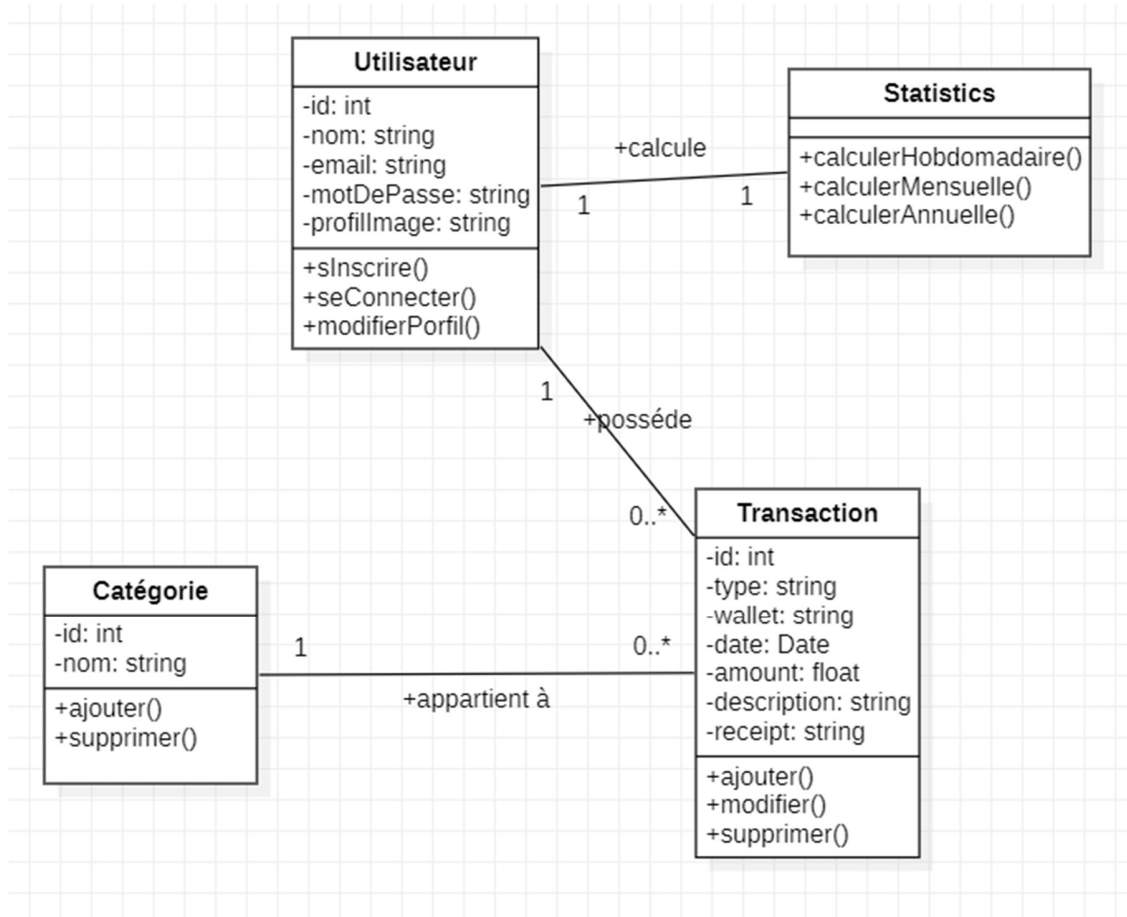 Utilisateur
-id: int
-nom: string
-email: string
-motDePasse: string
-profilImage: string
+sInscrire()
+seConnecter()
+modifierPorfil()
+calcule
1
1
Statistics
+calculerHobdomadaire()
+calculerMensuelle()
+calculerAnnuelle()
1
+posséde
0..*
Transaction
-id: int
-type: string
-wallet: string
-date: Date
-amount: float
-description: string
-receipt: string
+ajouter()
+modifier()
+supprimer()
Catégorie
-id: int
-nom: string
+ajouter()
+supprimer()
1
0..*
+appartient à